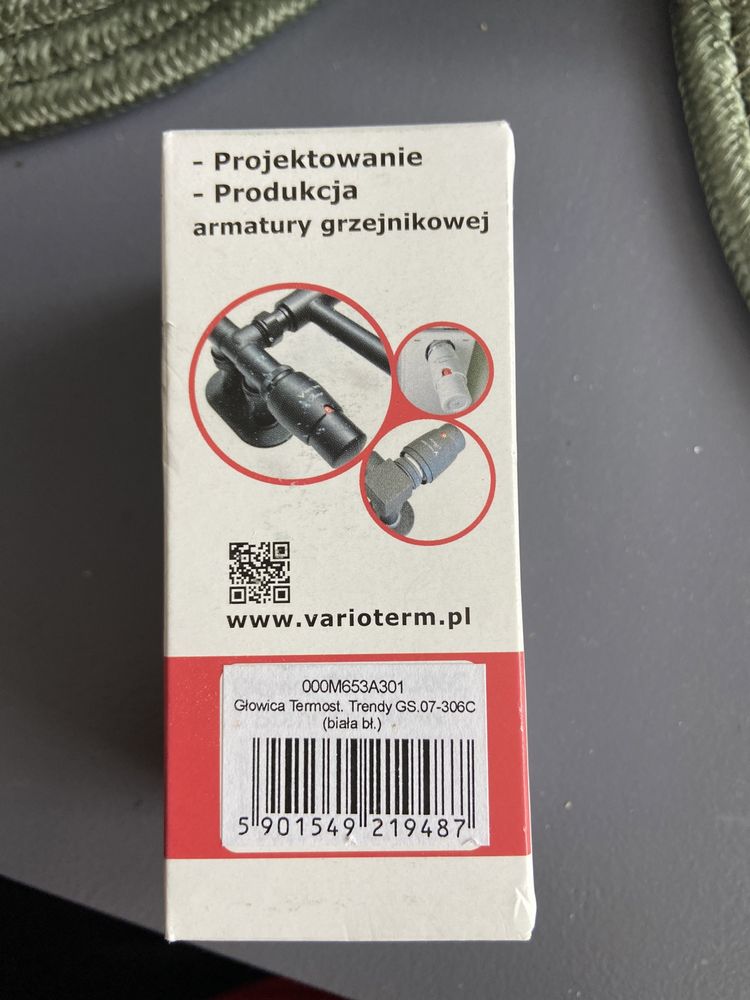 - Projektowanie
- Produkcja
armatury grzejnikowej
www.varioterm.pl
000M653A301
Głowica Termost. Trendy GS.07-306C
(biała bł.)
5 901549 219487